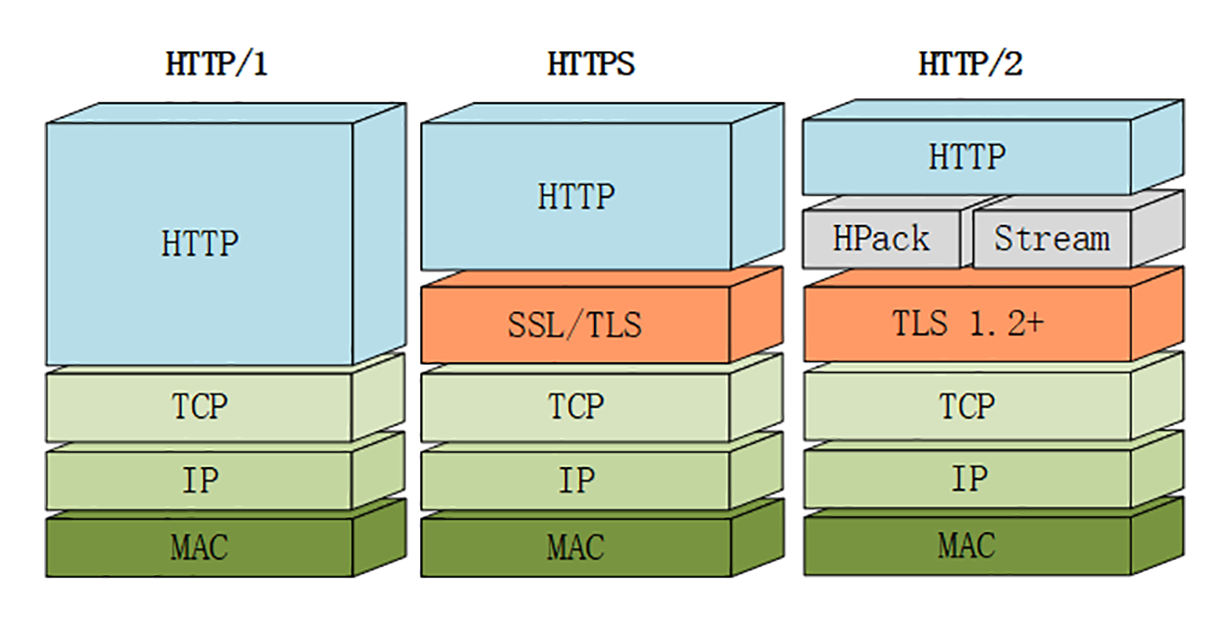 HTTP/1
HTTP
TCP
IP
MAC
HTTPS
HTTP
SSL/TLS
TCP
IP
MAC
HTTP/2
HTTP
HPack Stream
TLS 1.2+
TCP
IP
MAC